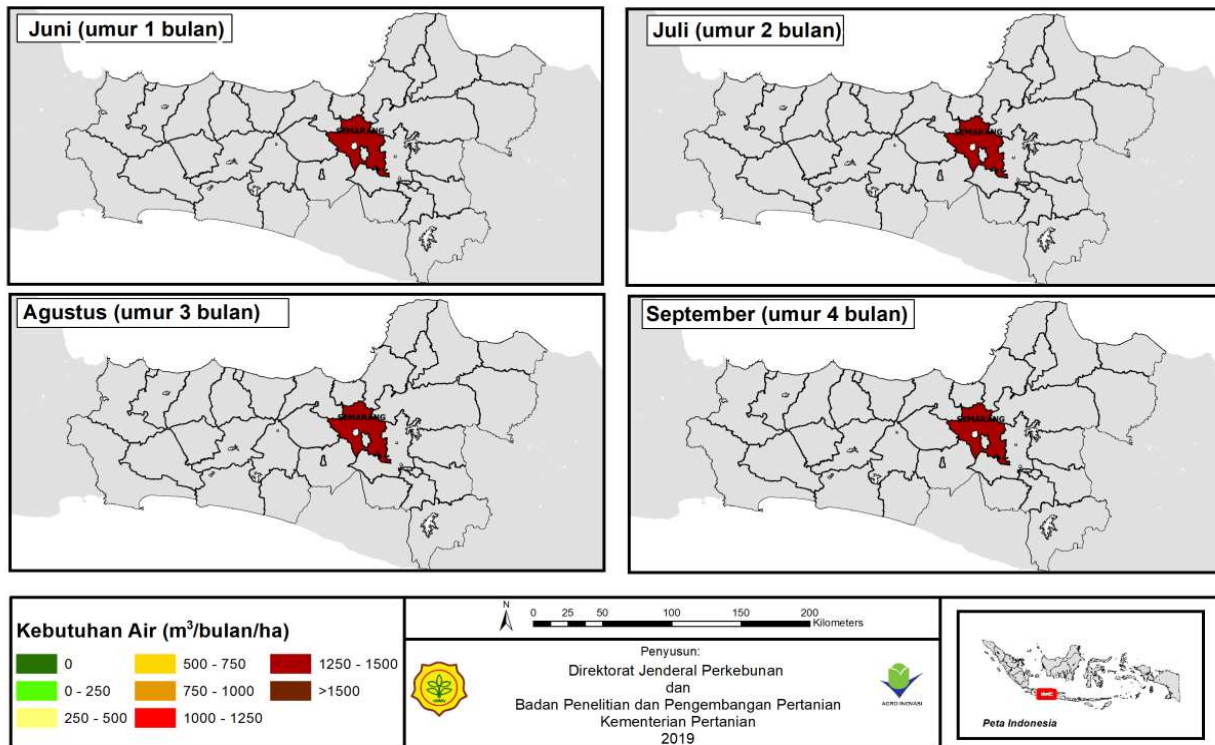 Juni (umur 1 bulan)
SEMARANG
Juli (umur 2 bulan)
SEMARANG
Agustus (umur 3 bulan)
SEMARANG
September (umur 4 bulan)
SEMARANG
Kebutuhan Air (m³/bulan/ha)
0
0 - 250
250 - 500
500 - 750
750 - 1000
1000 - 1250
1250 - 1500
>1500
N
0 25 50 100 150 200
Kilometers
Penyusun:
Direktorat Jenderal Perkebunan
dan
Badan Penelitian dan Pengembangan Pertanian
Kementerian Pertanian
2019
AGRO INOVASI
Peta Indonesia